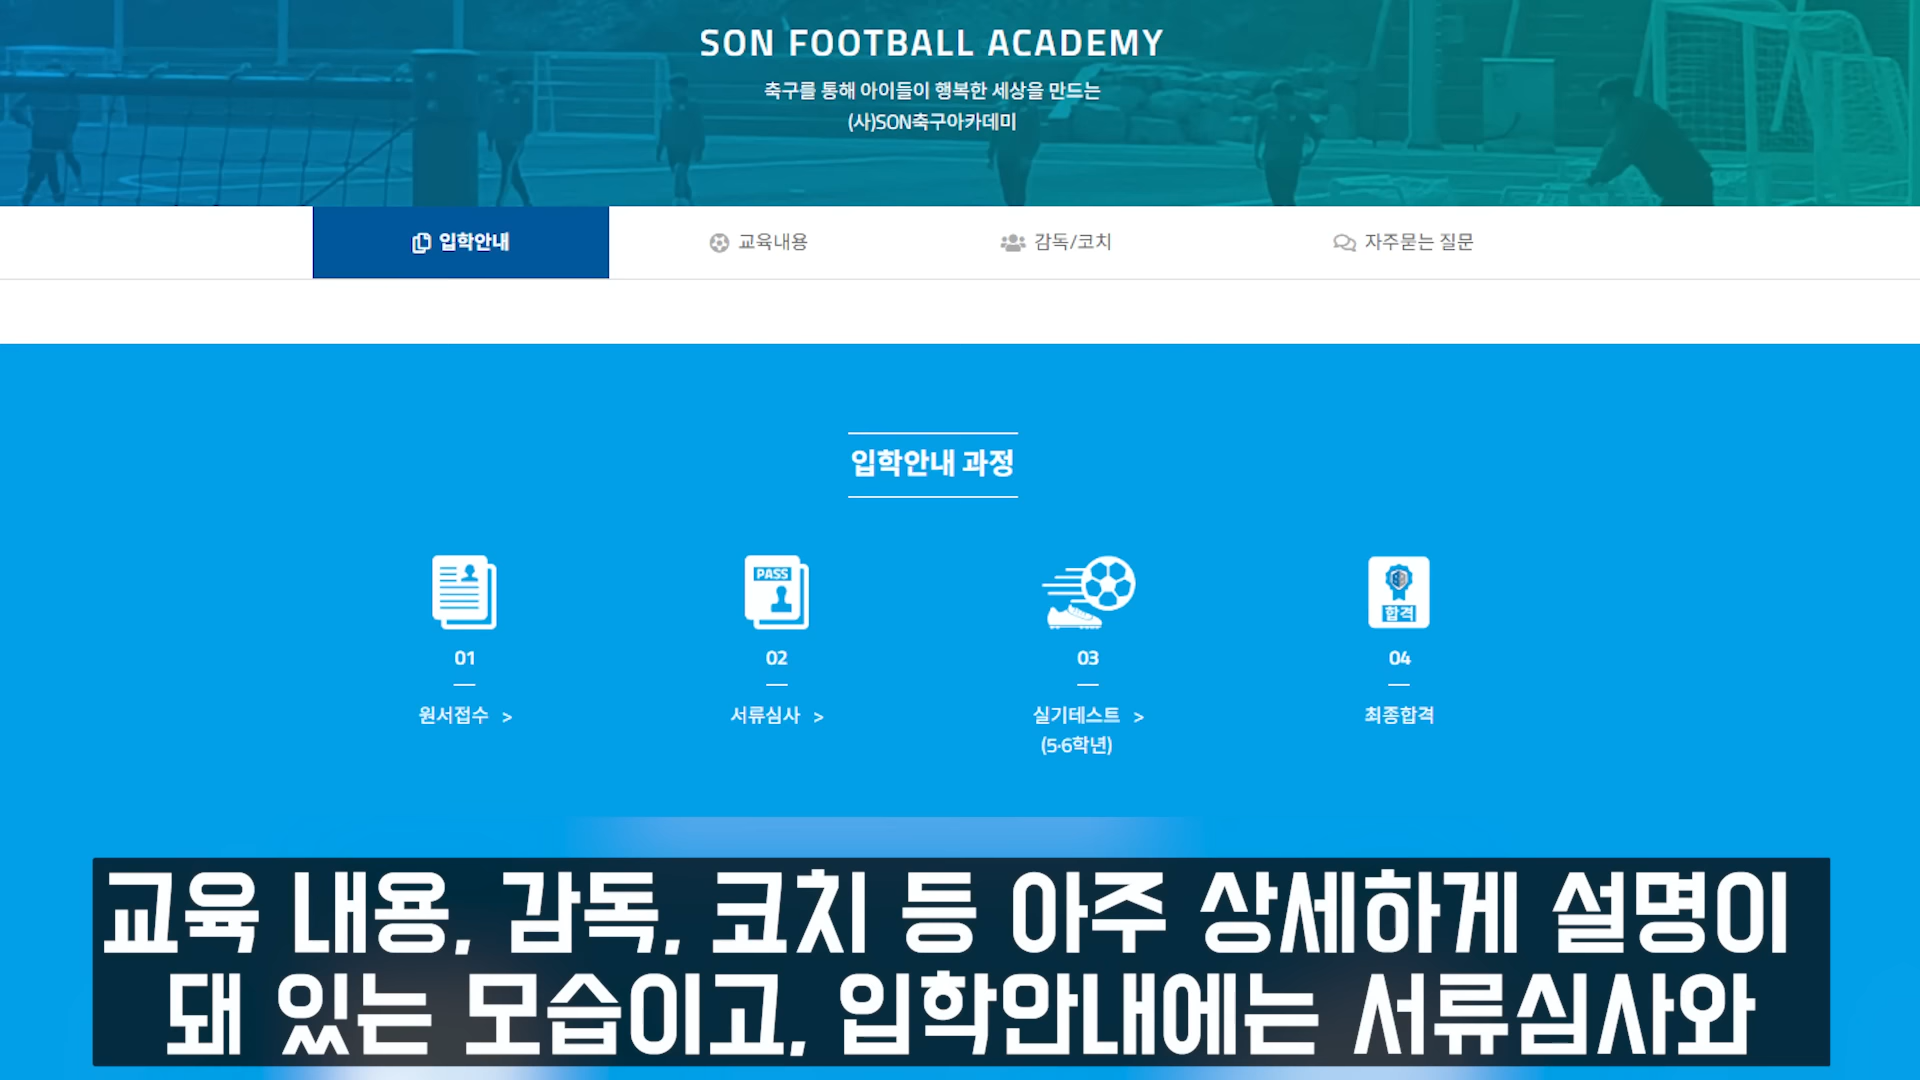 SON FOOTBALL ACADEMY
축구를 통해 아이들이 행복한 세상을 만드는
(사)SON축구아카데미
입학안내
교육내용
감독/코치
자주묻는 질문
입학안내 과정
PASS
합격
01
02
03
04
원서접수 >
서류심사 >
실기테스트 >
(5·6학년)
최종합격
교육 내용, 감독, 코치 등 아주 상세하게 설명이
돼 있는 모습이고, 입학안내에는 서류심사와